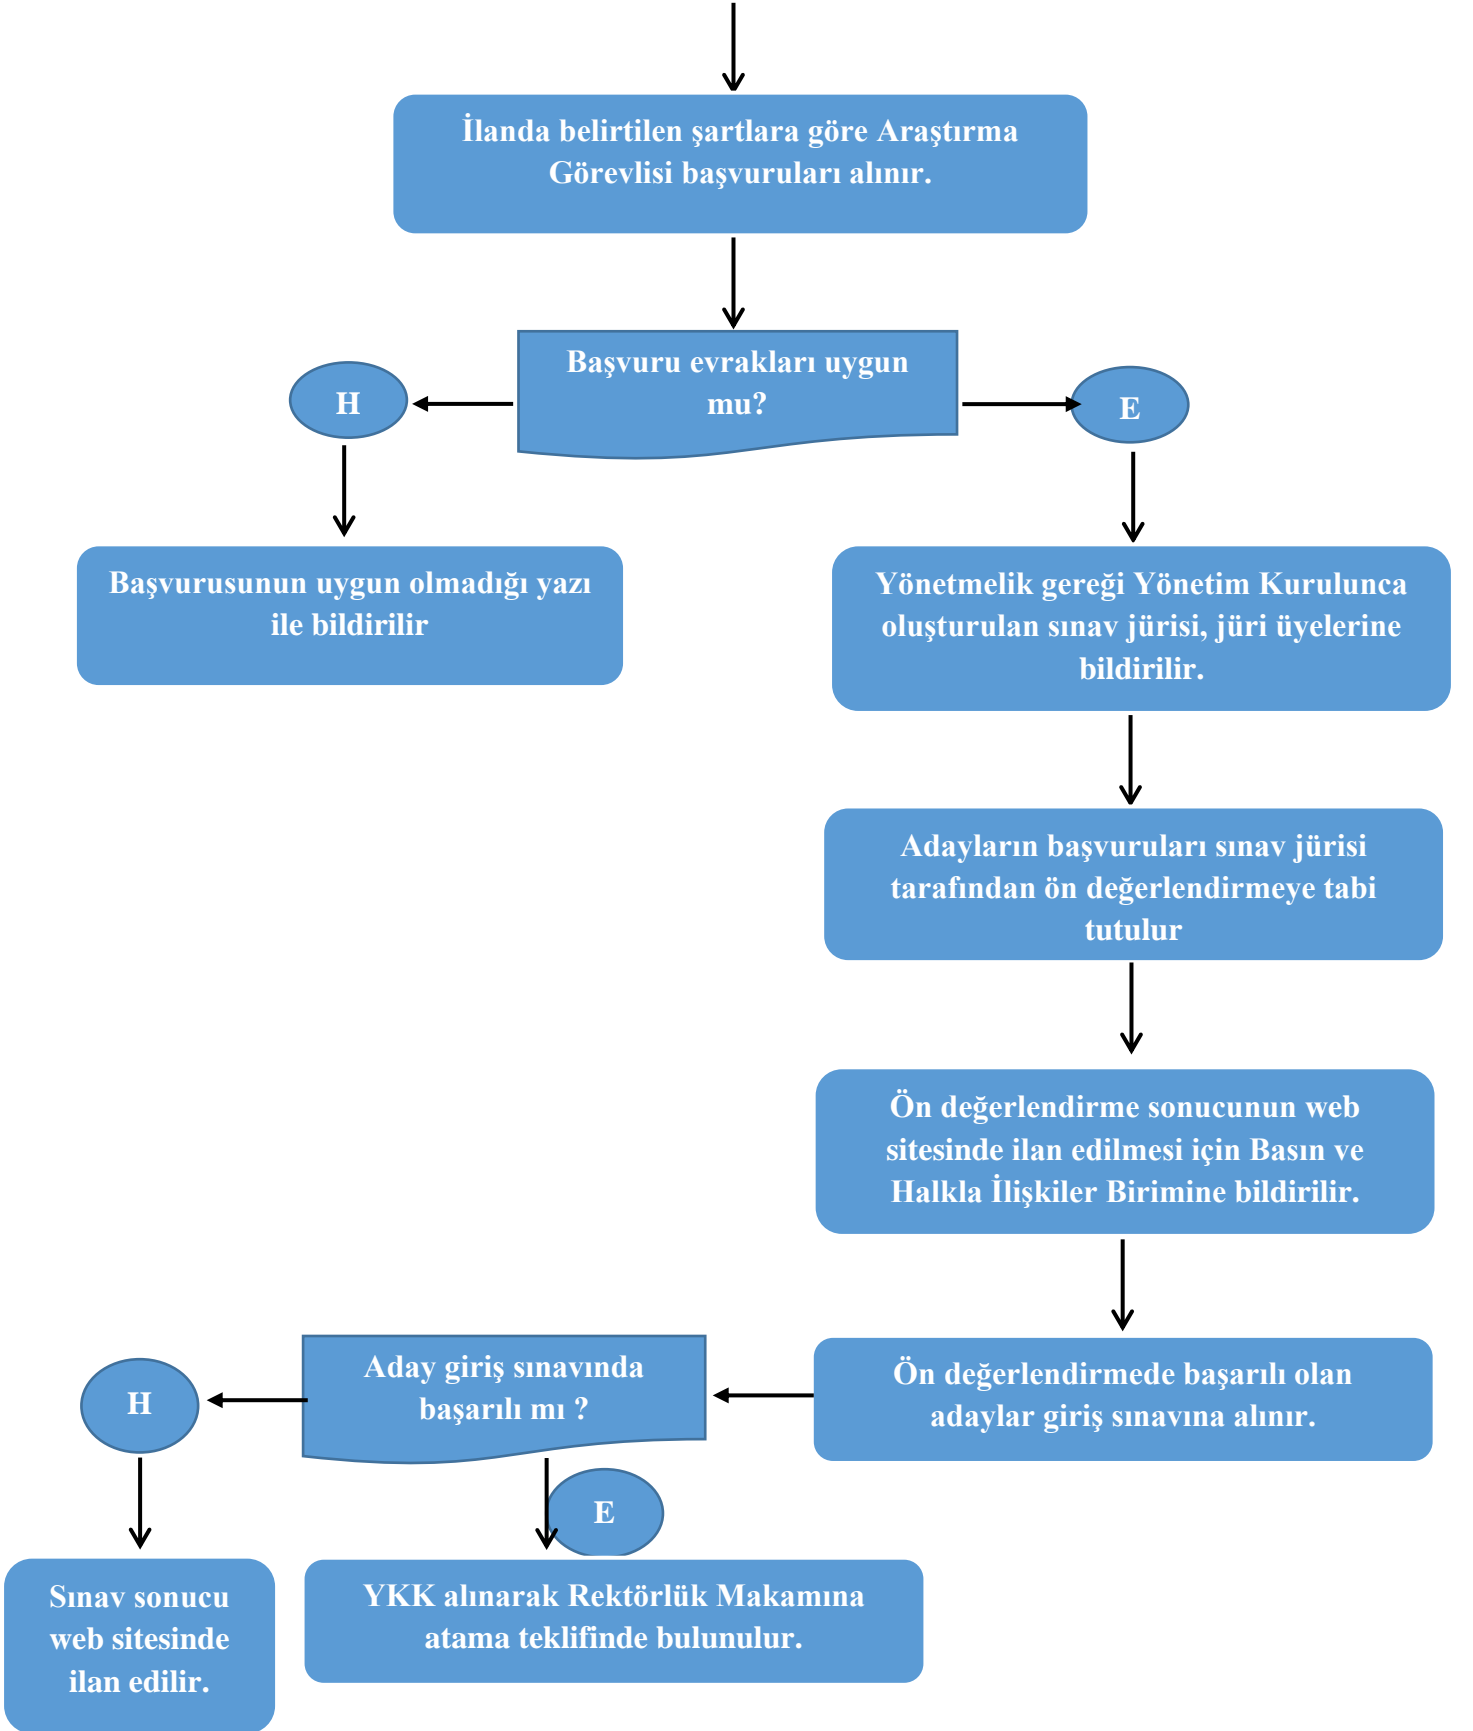 İlanda belirtilen şartlara göre Araştırma
Görevlisi başvuruları alınır.
Başvuru evrakları uygun
mu?
H
E
Başvurusunun uygun olmadığı yazı
ile bildirilir
Yönetmelik gereği Yönetim Kurulunca
oluşturulan sınav jürisi, jüri üyelerine
bildirilir.
Adayların başvuruları sınav jürisi
tarafından ön değerlendirmeye tabi
tutulur
Ön değerlendirme sonucunun web
sitesinde ilan edilmesi için Basın ve
Halkla İlişkiler Birimine bildirilir.
Ön değerlendirmede başarılı olan
adaylar giriş sınavına alınır.
Aday giriş sınavında
başarılı mı ?
H
E
Sınav sonucu
web sitesinde
ilan edilir.
YKK alınarak Rektörlük Makamına
atama teklifinde bulunulur.